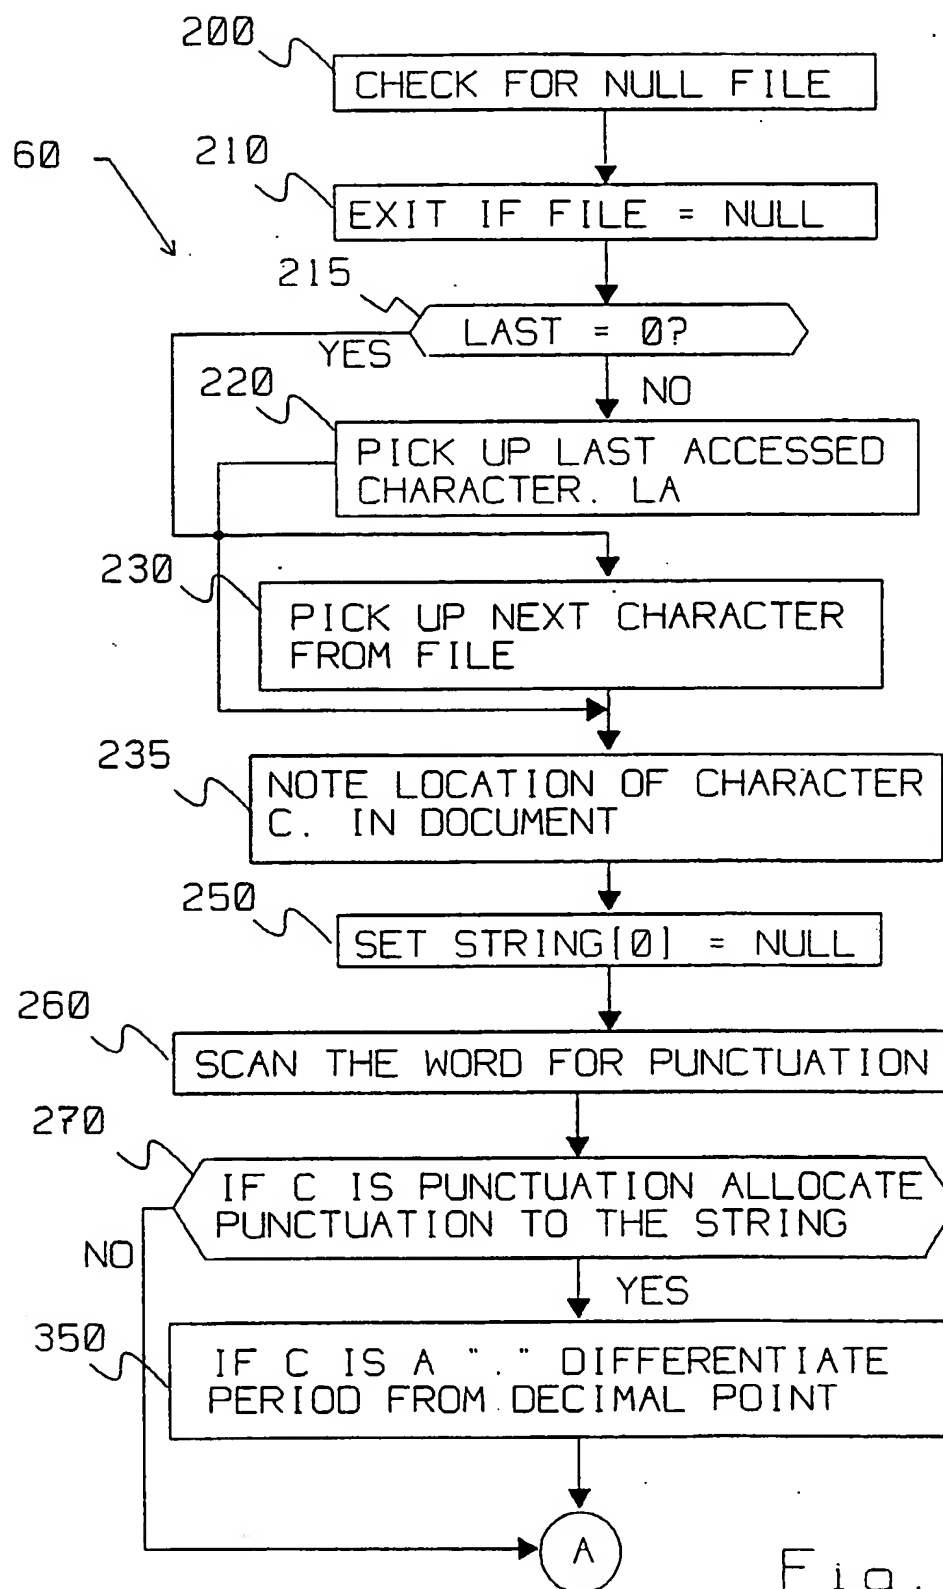 200
CHECK FOR NULL FILE
60
210
EXIT IF FILE = NULL
215
LAST = 0?
YES
NO
220
PICK UP LAST ACCESSED
CHARACTER. LA
230
PICK UP NEXT CHARACTER
FROM FILE
235
NOTE LOCATION OF CHARACTER
C. IN DOCUMENT
250
SET STRING[0] = NULL
260
SCAN THE WORD FOR PUNCTUATION
270
IF C IS PUNCTUATION ALLOCATE
PUNCTUATION TO THE STRING
NO
YES
350
IF C IS A "." DIFFERENTIATE
PERIOD FROM DECIMAL POINT
A
Fig.